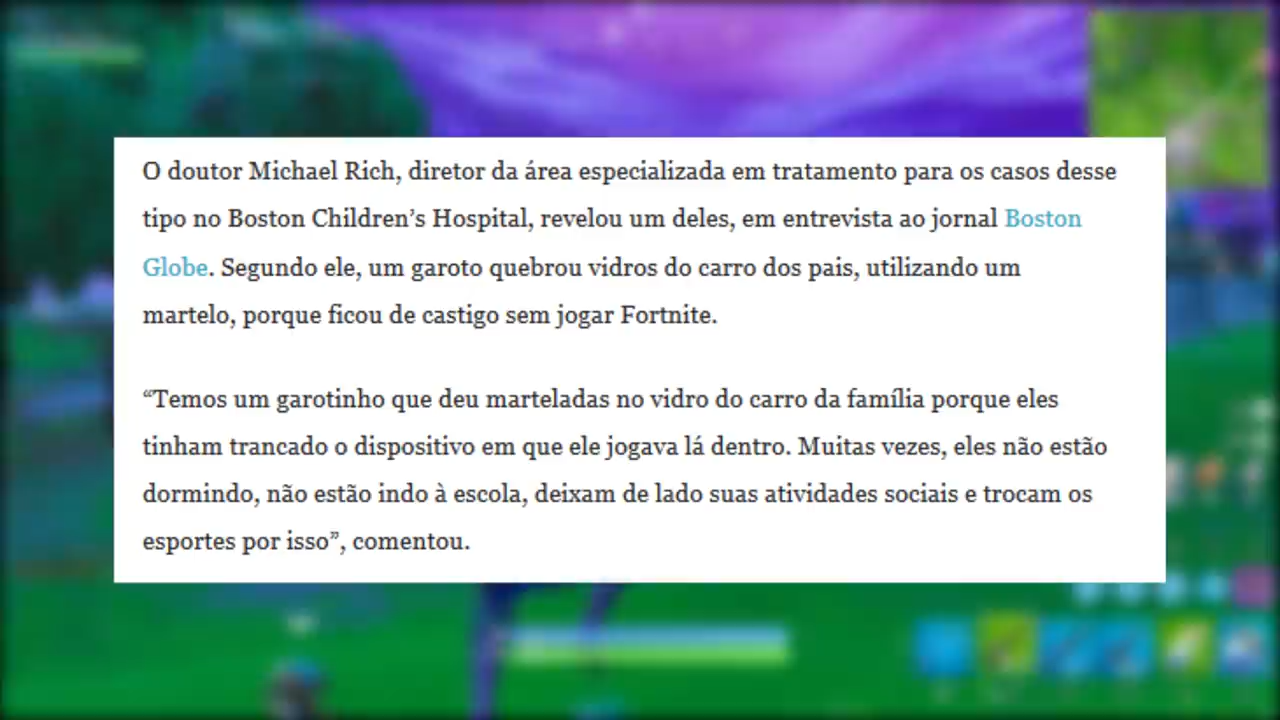 O doutor Michael Rich, diretor da área especializada em tratamento para os casos desse
tipo no Boston Children’s Hospital, revelou um deles, em entrevista ao jornal Boston
Globe. Segundo ele, um garoto quebrou vidros do carro dos pais, utilizando um
martelo, porque ficou de castigo sem jogar Fortnite.
“Temos um garotinho que deu marteladas no vidro do carro da família porque eles
tinham trancado o dispositivo em que ele jogava lá dentro. Muitas vezes, eles não estão
dormindo, não estão indo à escola, deixam de lado suas atividades sociais e trocam os
esportes por isso”, comentou.